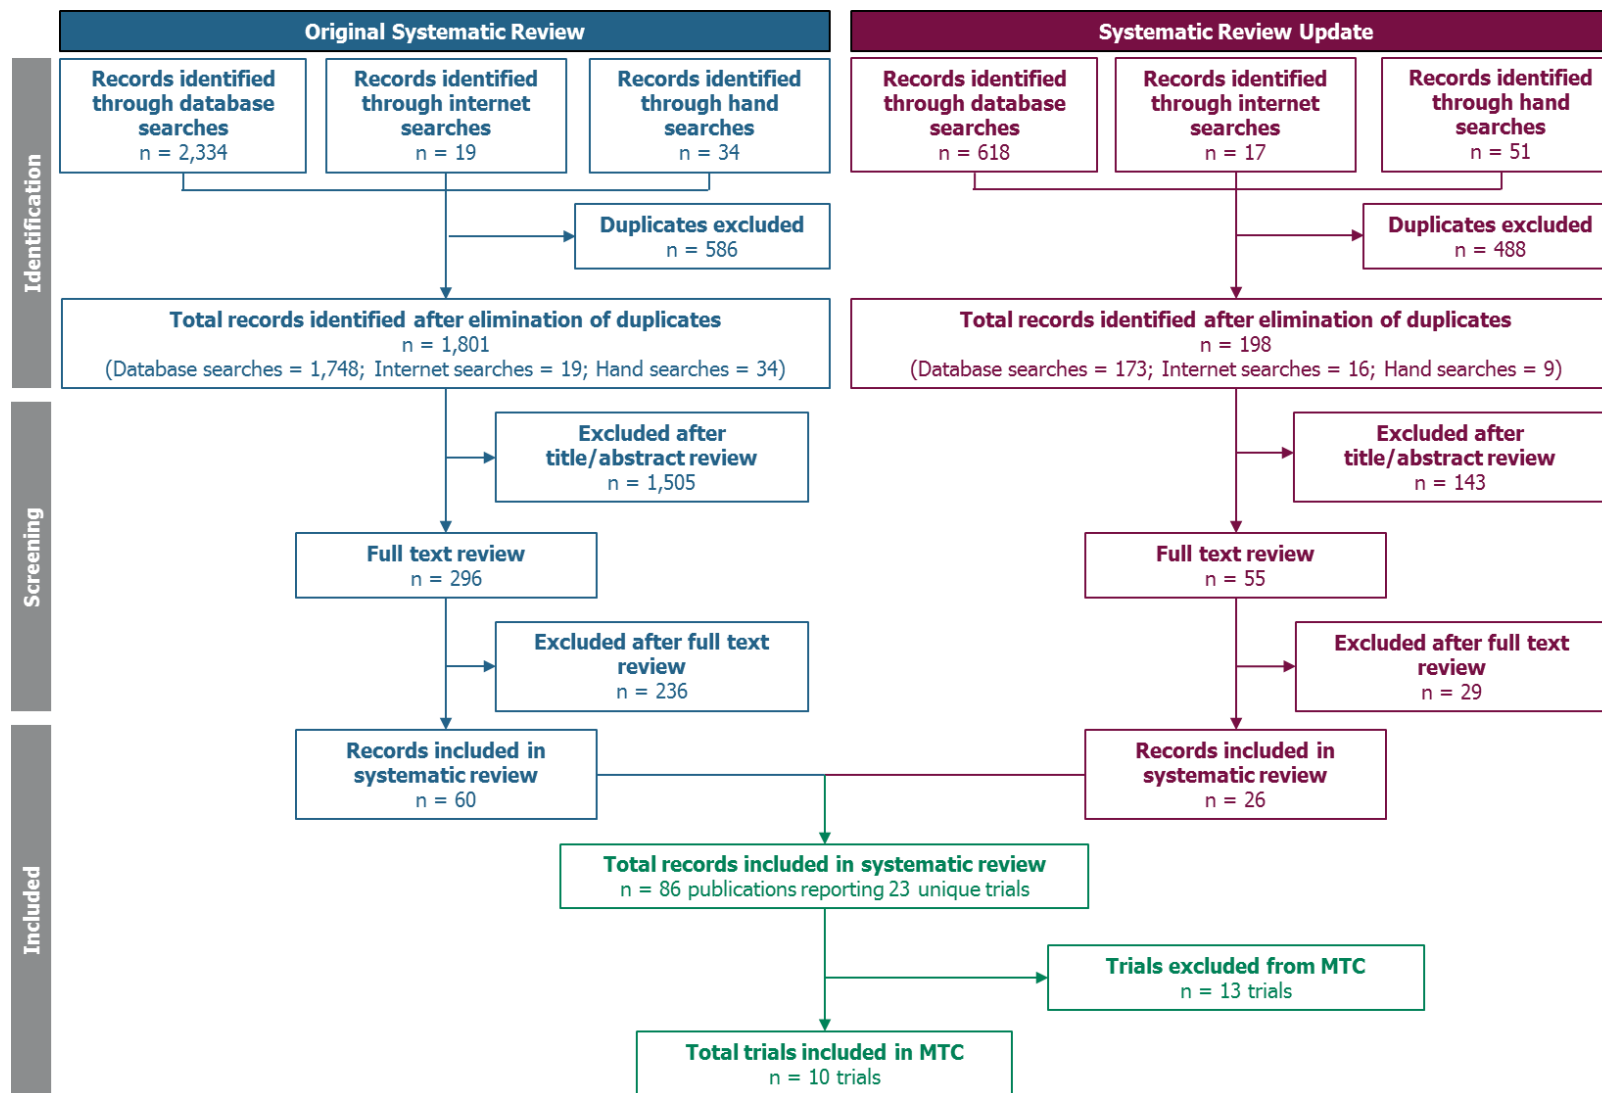 Original Systematic Review
Systematic Review Update
Identification
Records identified
through database
searches
n = 2,334
Records identified
through internet
searches
n = 19
Records identified
through hand
searches
n = 34
Records identified
through database
searches
n = 618
Records identified
through internet
searches
n = 17
Records identified
through hand
searches
n = 51
Duplicates excluded
n = 586
Duplicates excluded
n = 488
Total records identified after elimination of duplicates
n = 1,801
(Database searches = 1,748; Internet searches = 19; Hand searches = 34)
Total records identified after elimination of duplicates
n = 198
(Database searches = 173; Internet searches = 16; Hand searches = 9)
Screening
Excluded after
title/abstract review
n = 1,505
Excluded after
title/abstract review
n = 143
Full text review
n = 296
Full text review
n = 55
Excluded after full text
review
n = 236
Excluded after full text
review
n = 29
Included
Records included in
systematic review
n = 60
Records included in
systematic review
n = 26
Total records included in systematic review
n = 86 publications reporting 23 unique trials
Trials excluded from MTC
n = 13 trials
Total trials included in MTC
n = 10 trials